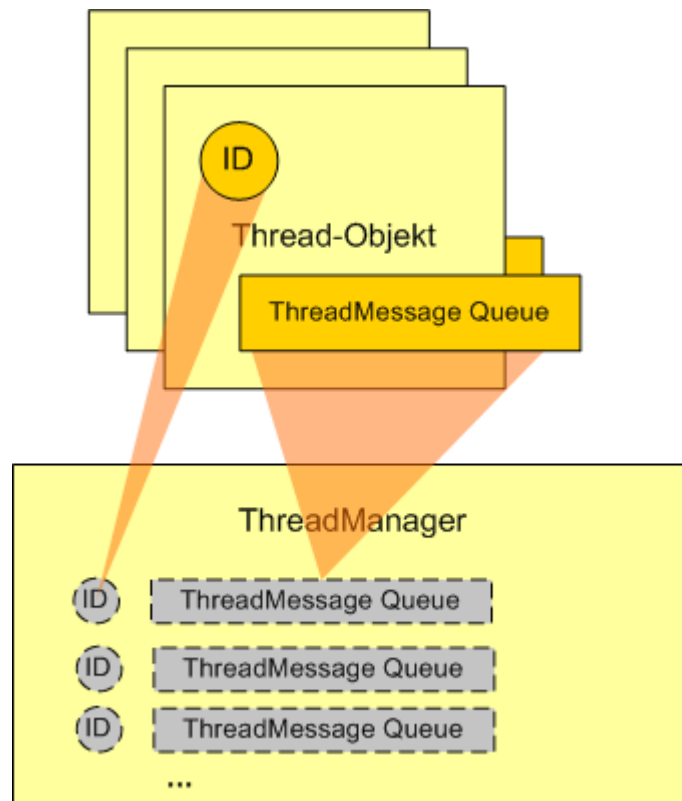 ID
Thread-Objekt
ThreadMessage Queue
ThreadManager
ID ThreadMessage Queue
ID ThreadMessage Queue
ID ThreadMessage Queue
...